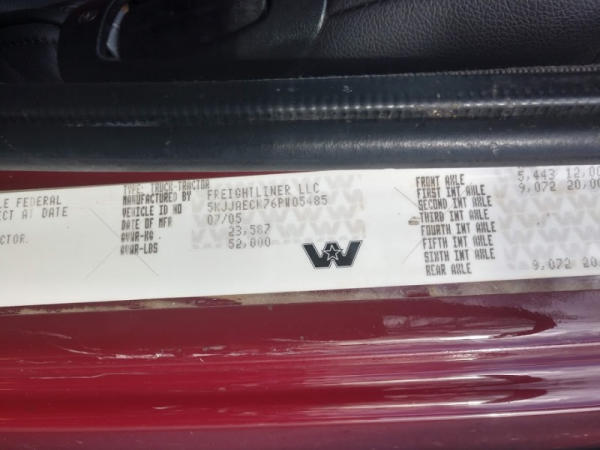 LE FEDERAL
ECT AT DATE
CTOR.
TYPE: TRUCK-TRACTOR
MANUFACTURED BY FREIGHTLINER LLC
VEHICLE ID NO 5KJJAECK76PW05485
DATE OF MFR 07/05
GVWR-KG 23,587
GVWR-LBS 52,000
W
FRONT AXLE 5,443 12,00
FIRST INT AXLE 9,072 20,00
SECOND INT AXLE
THIRD INT AXLE
FOURTH INT AXLE
FIFTH INT AXLE
SIXTH INT AXLE
REAR AXLE 9,072 20,